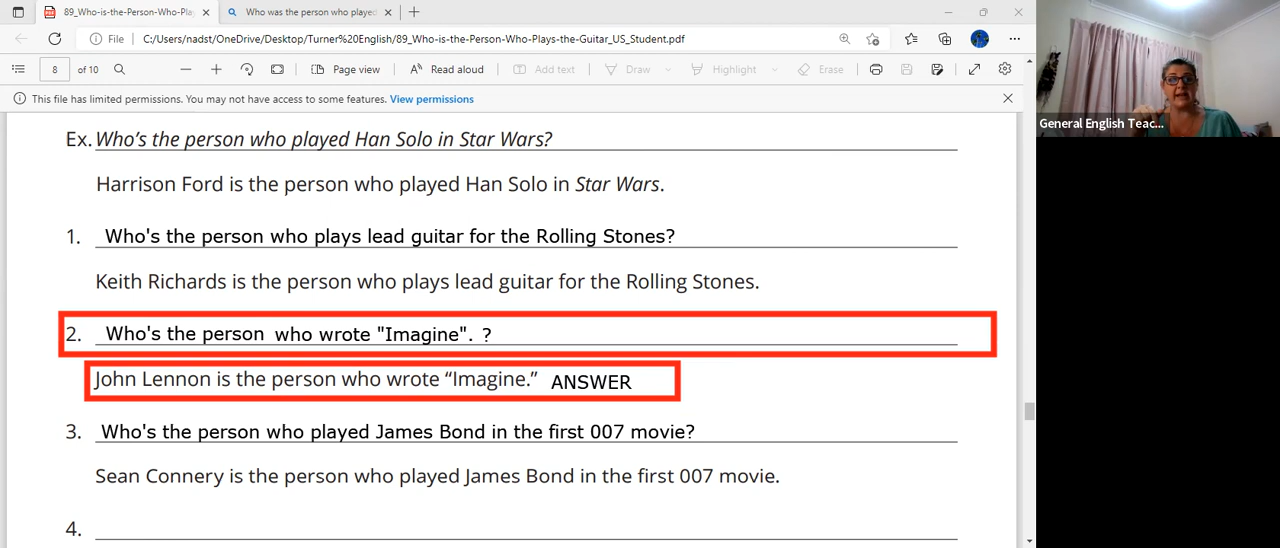 89_Who-is-the-Person-Who-Pla
Who was the person who played
File
C:/Users/nadst/OneDrive/Desktop/Turner%20English/89_Who-is-the-Person-Who-Plays-the-Guitar_US_Student.pdf
8 of 10
Page view
Read aloud
Add text
Draw
Highlight
Erase
This file has limited permissions. You may not have access to some features. View permissions
General English Teac...
Ex. Who's the person who played Han Solo in Star Wars?
Harrison Ford is the person who played Han Solo in Star Wars.
1. Who's the person who plays lead guitar for the Rolling Stones?
Keith Richards is the person who plays lead guitar for the Rolling Stones.
2. Who's the person who wrote "Imagine". ?
John Lennon is the person who wrote “Imagine.” ANSWER
3. Who's the person who played James Bond in the first 007 movie?
Sean Connery is the person who played James Bond in the first 007 movie.
4.